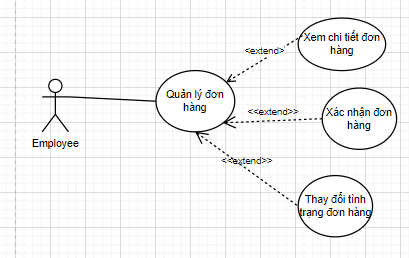 Xem chi tiết đơn
hàng
<extend>
Quản lý đơn
hàng
<<extend>>
Xác nhận đơn
hàng
Employee
<<extend>>
Thay đổi tình
trạng đơn hàng